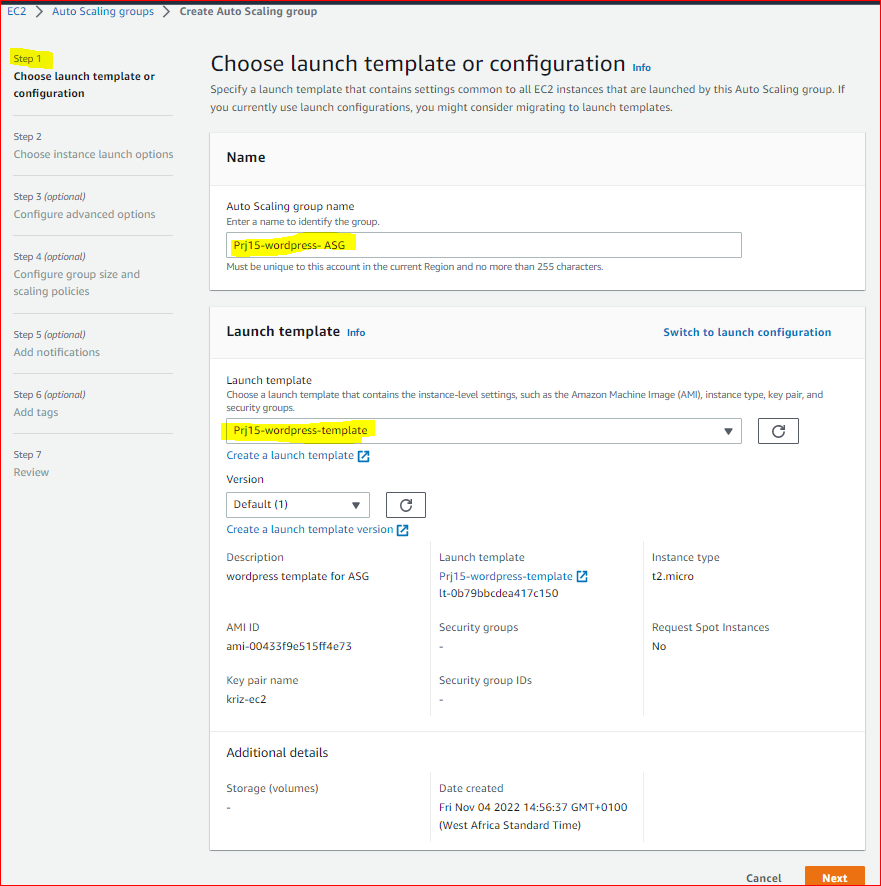 EC2 > Auto Scaling groups > Create Auto Scaling group
Step 1
Choose launch template or
configuration
Step 2
Choose instance launch options
Step 3 (optional)
Configure advanced options
Step 4 (optional)
Configure group size and
scaling policies
Step 5 (optional)
Add notifications
Step 6 (optional)
Add tags
Step 7
Review
Choose launch template or configuration Info
Specify a launch template that contains settings common to all EC2 instances that are launched by this Auto Scaling group. If
you currently use launch configurations, you might consider migrating to launch templates.
Name
Auto Scaling group name
Enter a name to identify the group.
Prj15-wordpress- ASG
Must be unique to this account in the current Region and no more than 255 characters.
Launch template Info
Switch to launch configuration
Launch template
Choose a launch template that contains the instance-level settings, such as the Amazon Machine Image (AMI), instance type, key pair, and
security groups.
Prj15-wordpress-template
Create a launch template
Version
Default (1)
Create a launch template version
Description
wordpress template for ASG
Launch template
Prj15-wordpress-template
lt-0b79bbcdea417c150
Instance type
t2.micro
AMI ID
ami-00433f9e515ff4e73
Security groups
-
Request Spot Instances
No
Key pair name
kriz-ec2
Security group IDs
-
Additional details
Storage (volumes)
-
Date created
Fri Nov 04 2022 14:56:37 GMT+0100
(West Africa Standard Time)
Cancel
Next